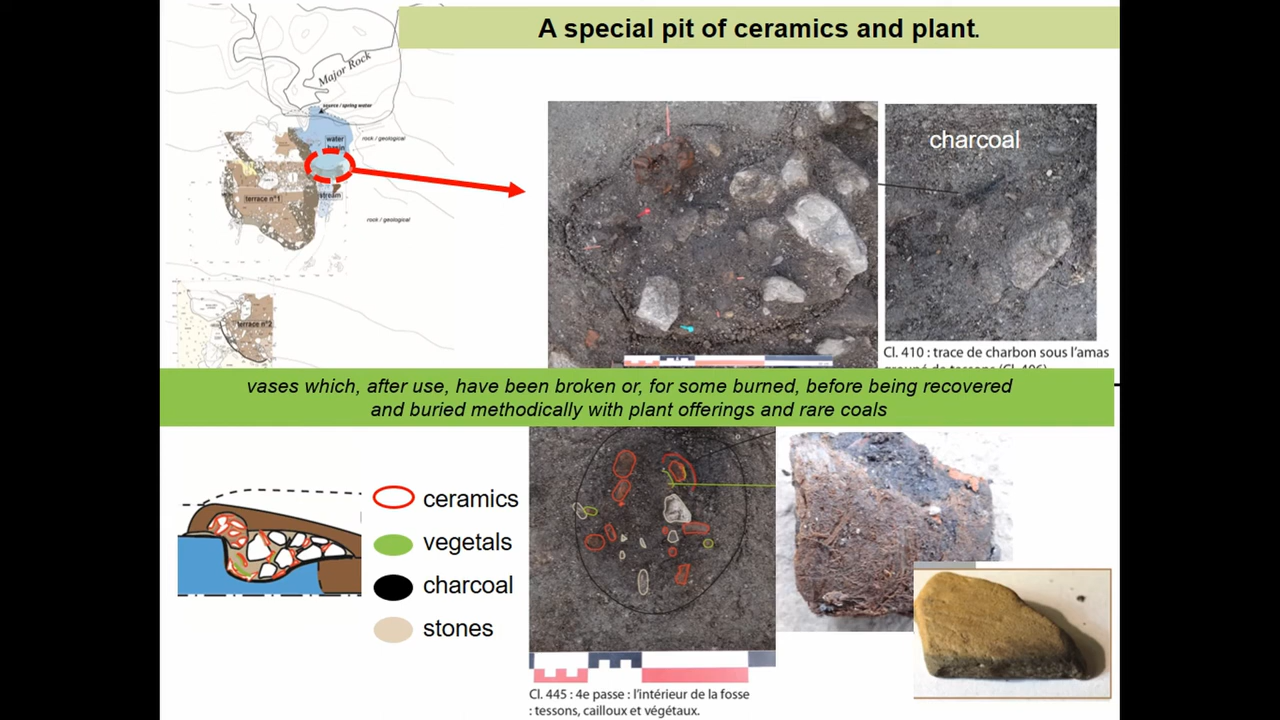 A special pit of ceramics and plant.
Major Rock
source / spring water
water
basin
rock / geological
terrace n°1
stream
rock / geological
terrace n°2
charcoal
Cl. 410 : trace de charbon sous l'amas
vases which, after use, have been broken or, for some burned, before being recovered
and buried methodically with plant offerings and rare coals
ceramics
vegetals
charcoal
stones
Cl. 445 : 4e passe : l'intérieur de la fosse
: tessons, cailloux et végétaux.